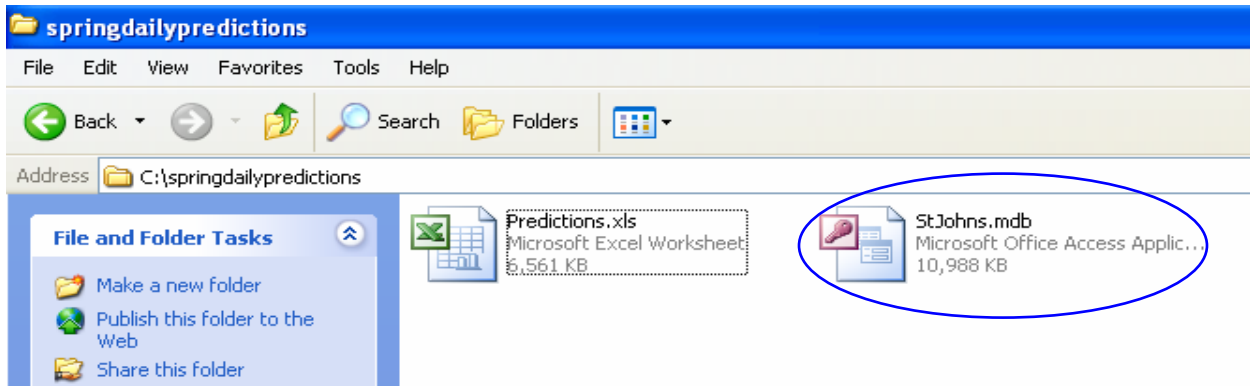 springdailypredictions
File Edit View Favorites Tools Help
Back Search Folders
Address C:\springdailypredictions
File and Folder Tasks
Make a new folder
Publish this folder to the
Web
Share this folder
Predictions.xls
Microsoft Excel Worksheet
6,561 KB
StJohns.mdb
Microsoft Office Access Applic...
10,988 KB